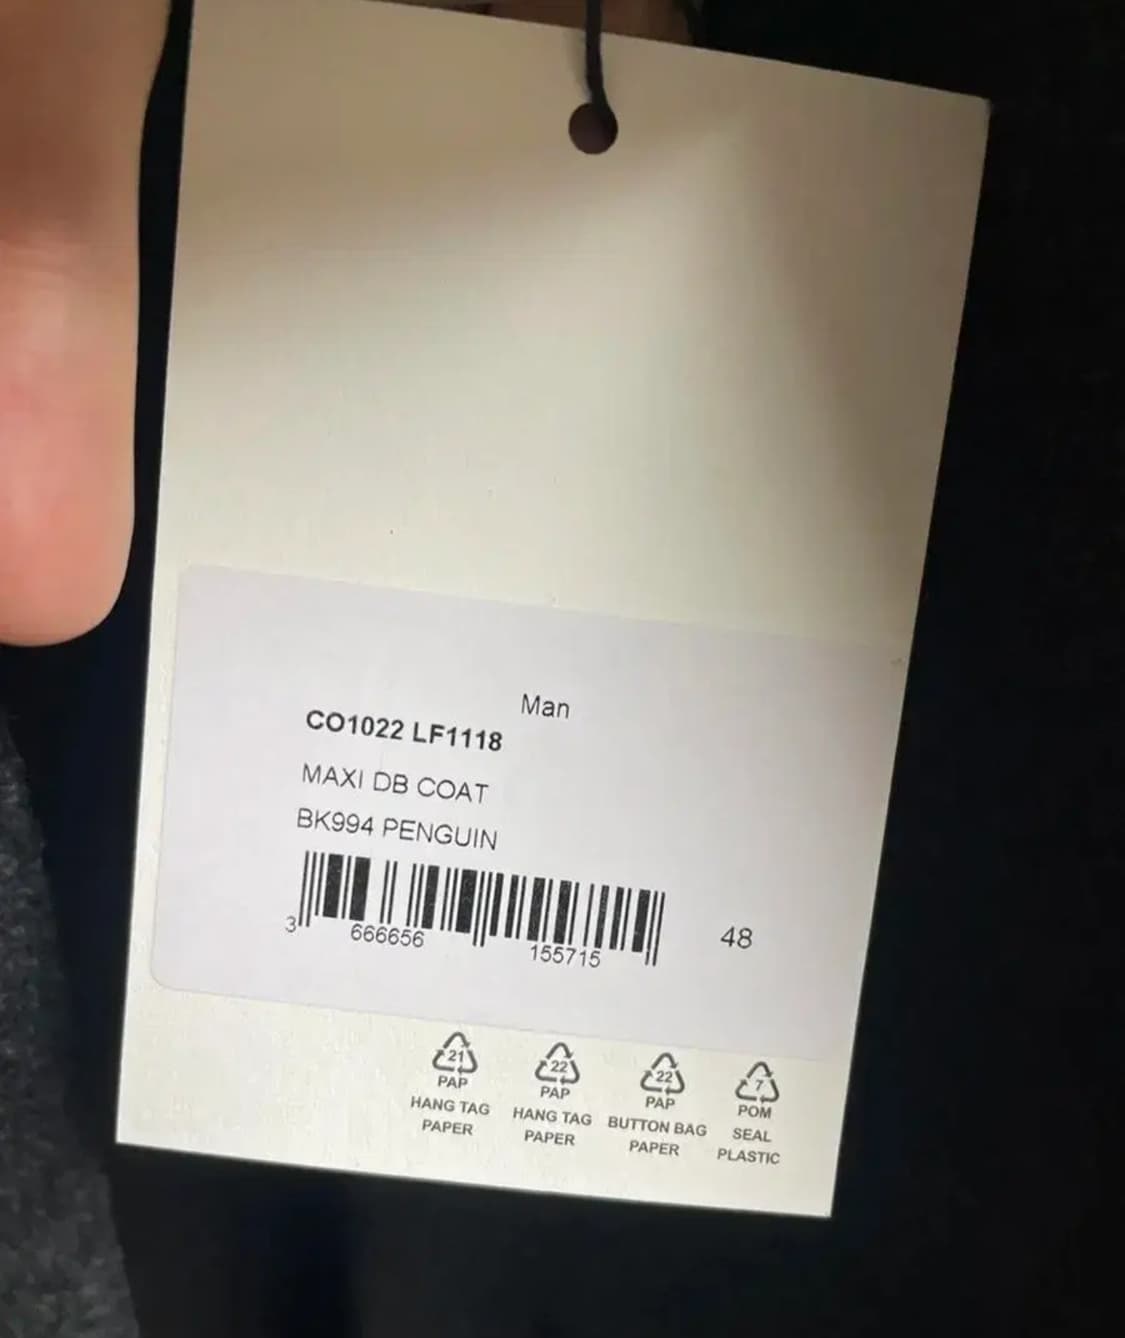 Man
CO1022 LF1118
MAXI DB COAT
BK994 PENGUIN
3 666656 155715
48
21 22 22 7
PAP PAP PAP POM
HANG TAG HANG TAG BUTTON BAG SEAL
PAPER PAPER PAPER PLASTIC